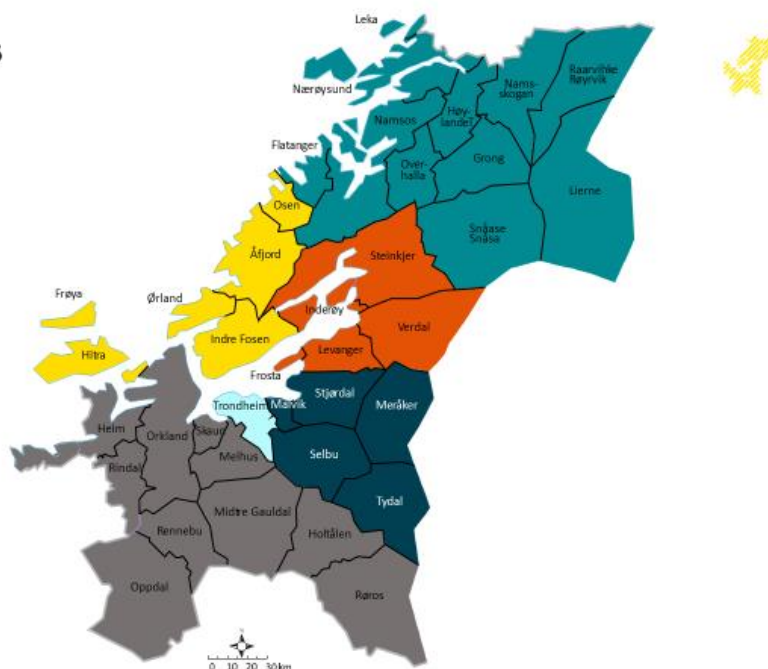 Leka
Nærøysund
Namsos
Høy-
landet
Nams-
skogan
Raarvihke
Røyrvik
Flatanger
Over-
halla
Grong
Lierne
Osen
Snåase
Snåsa
Åfjord
Steinkjer
Frøya
Ørland
Inderøy
Verdal
Hitra
Indre Fosen
Levanger
Frosta
Stjørdal
Meråker
Trondheim
Malvik
Heim
Orkland
Skaun
Melhus
Selbu
Rindal
Tydal
Midtre Gauldal
Rennebu
Holtålen
Oppdal
Røros
0 10 20 30km